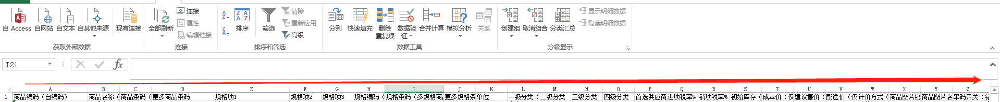 自 Access 自网站 自文本 自其他来源 现有连接
获取外部数据
全部刷新 连接
属性
编辑链接
连接
排序 筛选 清除
重新应用
高级
排序和筛选
分列 快速填充 删除
重复项 数据验
证 合并计算 模拟分析 关系
数据工具
创建组 取消组合 分类汇总 显示明细数据
隐藏明细数据
分级显示
I21 fx
A B C D E F G H I J K L M N O P Q R S T U V W X Y Z
1 商品编码（自编码） 商品名称（ 商品条码（ 更多商品条码 规格项1 规格项2 规格项3 规格编码（ 规格条码（多规格商品 更多规格条 单位 一级分类（ 二级分类 三级分类 四级分类 首选供应商 进项税率% 销项税率% 初始库存（ 成本价（仅 建议售价（ 配送价（仅 计价方式（ 商品图片链 商品图片名 串码开关（